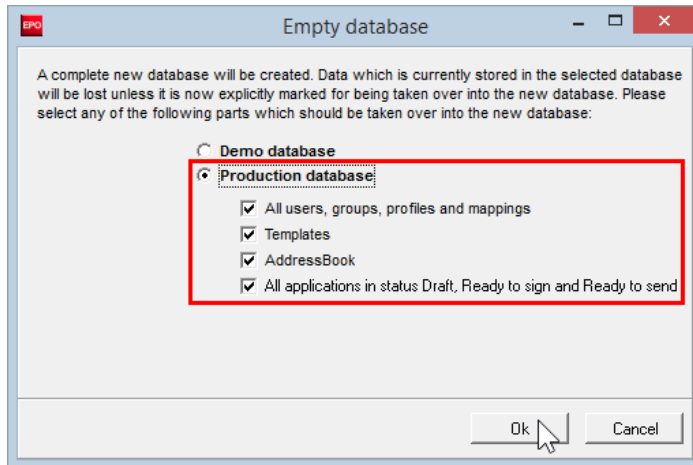 EPO
Empty database
A complete new database will be created. Data which is currently stored in the selected database
will be lost unless it is now explicitly marked for being taken over into the new database. Please
select any of the following parts which should be taken over into the new database:
Demo database
Production database
All users, groups, profiles and mappings
Templates
AddressBook
All applications in status Draft, Ready to sign and Ready to send
Ok
Cancel